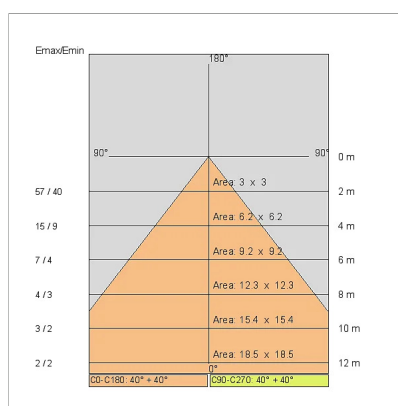 Emax/Emin
180°
90° 90° 0 m
Area: 3 x 3
57 / 40 2 m
Area: 6.2 x 6.2
15 / 9 4 m
Area: 9.2 x 9.2
7 / 4 6 m
Area: 12.3 x 12.3
4 / 3 8 m
Area: 15.4 x 15.4
3 / 2 10 m
Area: 18.5 x 18.5
2 / 2 12 m
0°
C0-C180: 40° + 40° C90-C270: 40° + 40°